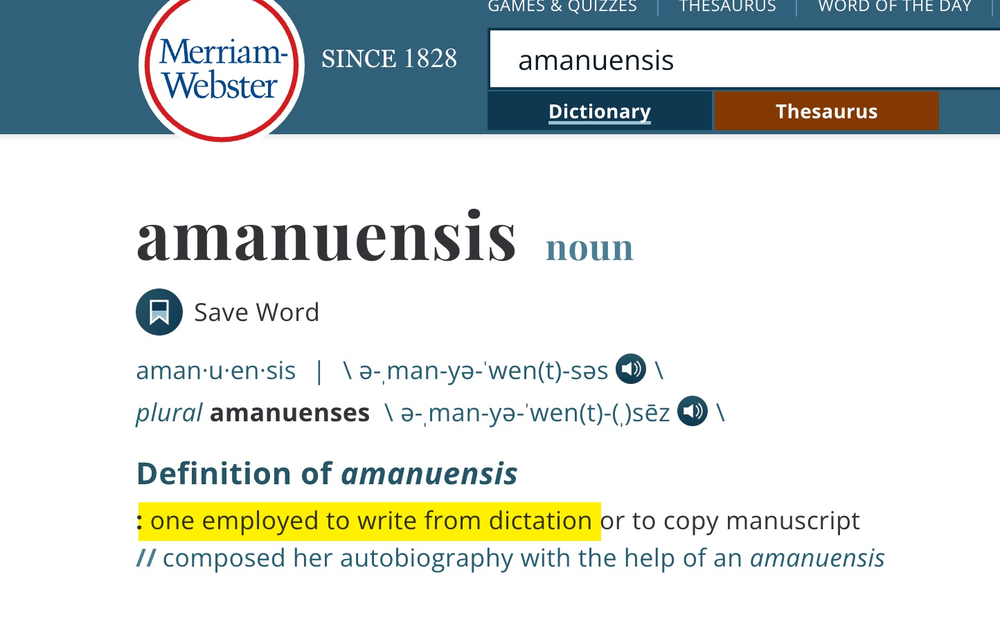 GAMES & QUIZZES | THESAURUS | WORD OF THE DAY |
Merriam-
Webster
SINCE 1828
amanuensis
Dictionary
Thesaurus
amanuensis noun
Save Word
aman·u·en·sis | \ ə-ˌman-yə-ˈwen(t)-səs \
plural amanuenses \ ə-ˌman-yə-ˈwen(t)-(ˌ)sēz \
Definition of amanuensis
: one employed to write from dictation or to copy manuscript
// composed her autobiography with the help of an amanuensis